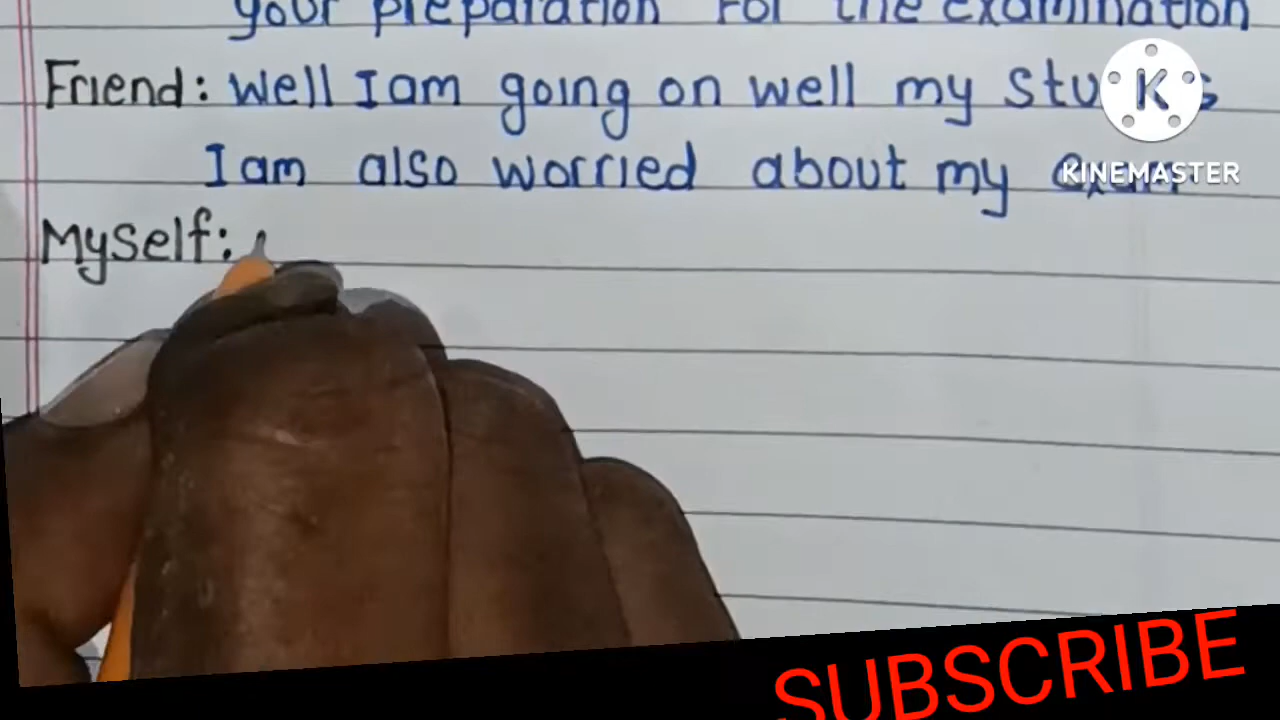 your preparation for the examination
Friend: Well I am going on well my
I am also worried about my exam
Myself:
K
KINEMASTER
SUBSCRIBE